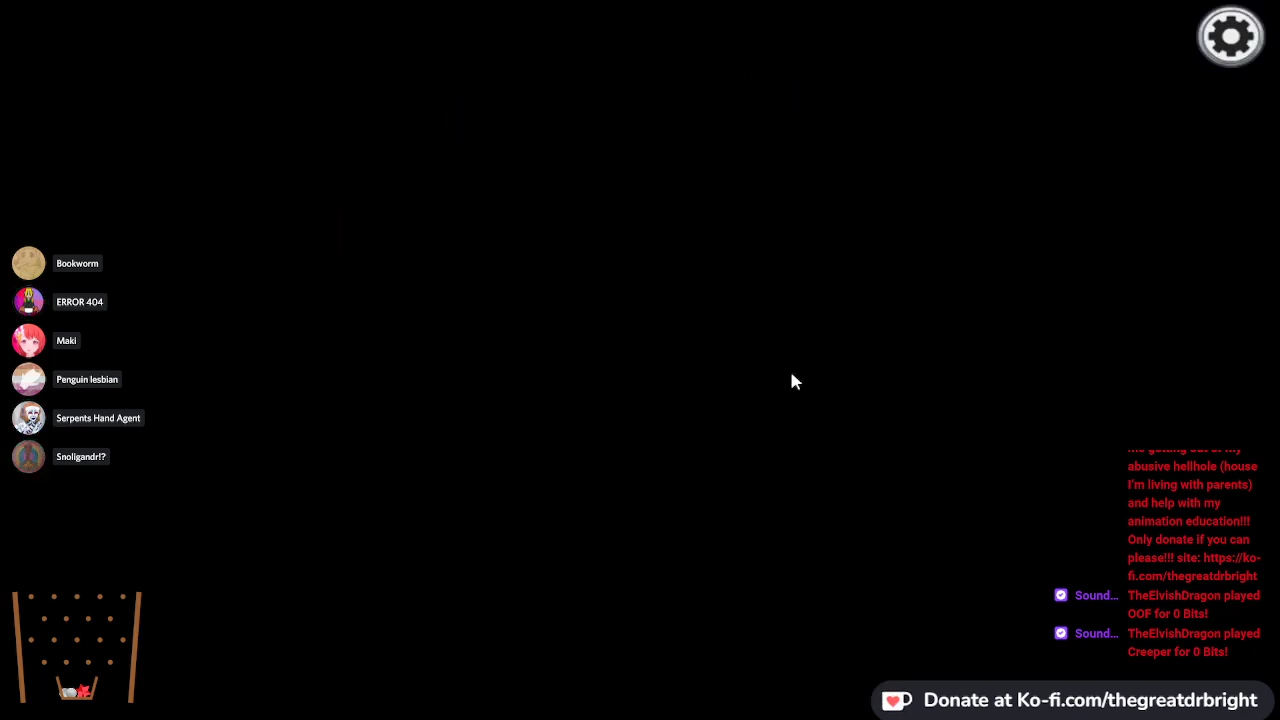 Bookworm
ERROR 404
Maki
Penguin lesbian
Serpents Hand Agent
Snoligandr!?
abusive hellhole (house
I'm living with parents)
and help with my
animation education!!!
Only donate if you can
please!!! site: https://ko-
fi.com/thegreatdrbright
Sound... TheElvishDragon played
OOF for 0 Bits!
Sound... TheElvishDragon played
Creeper for 0 Bits!
Donate at Ko-fi.com/thegreatdrbright